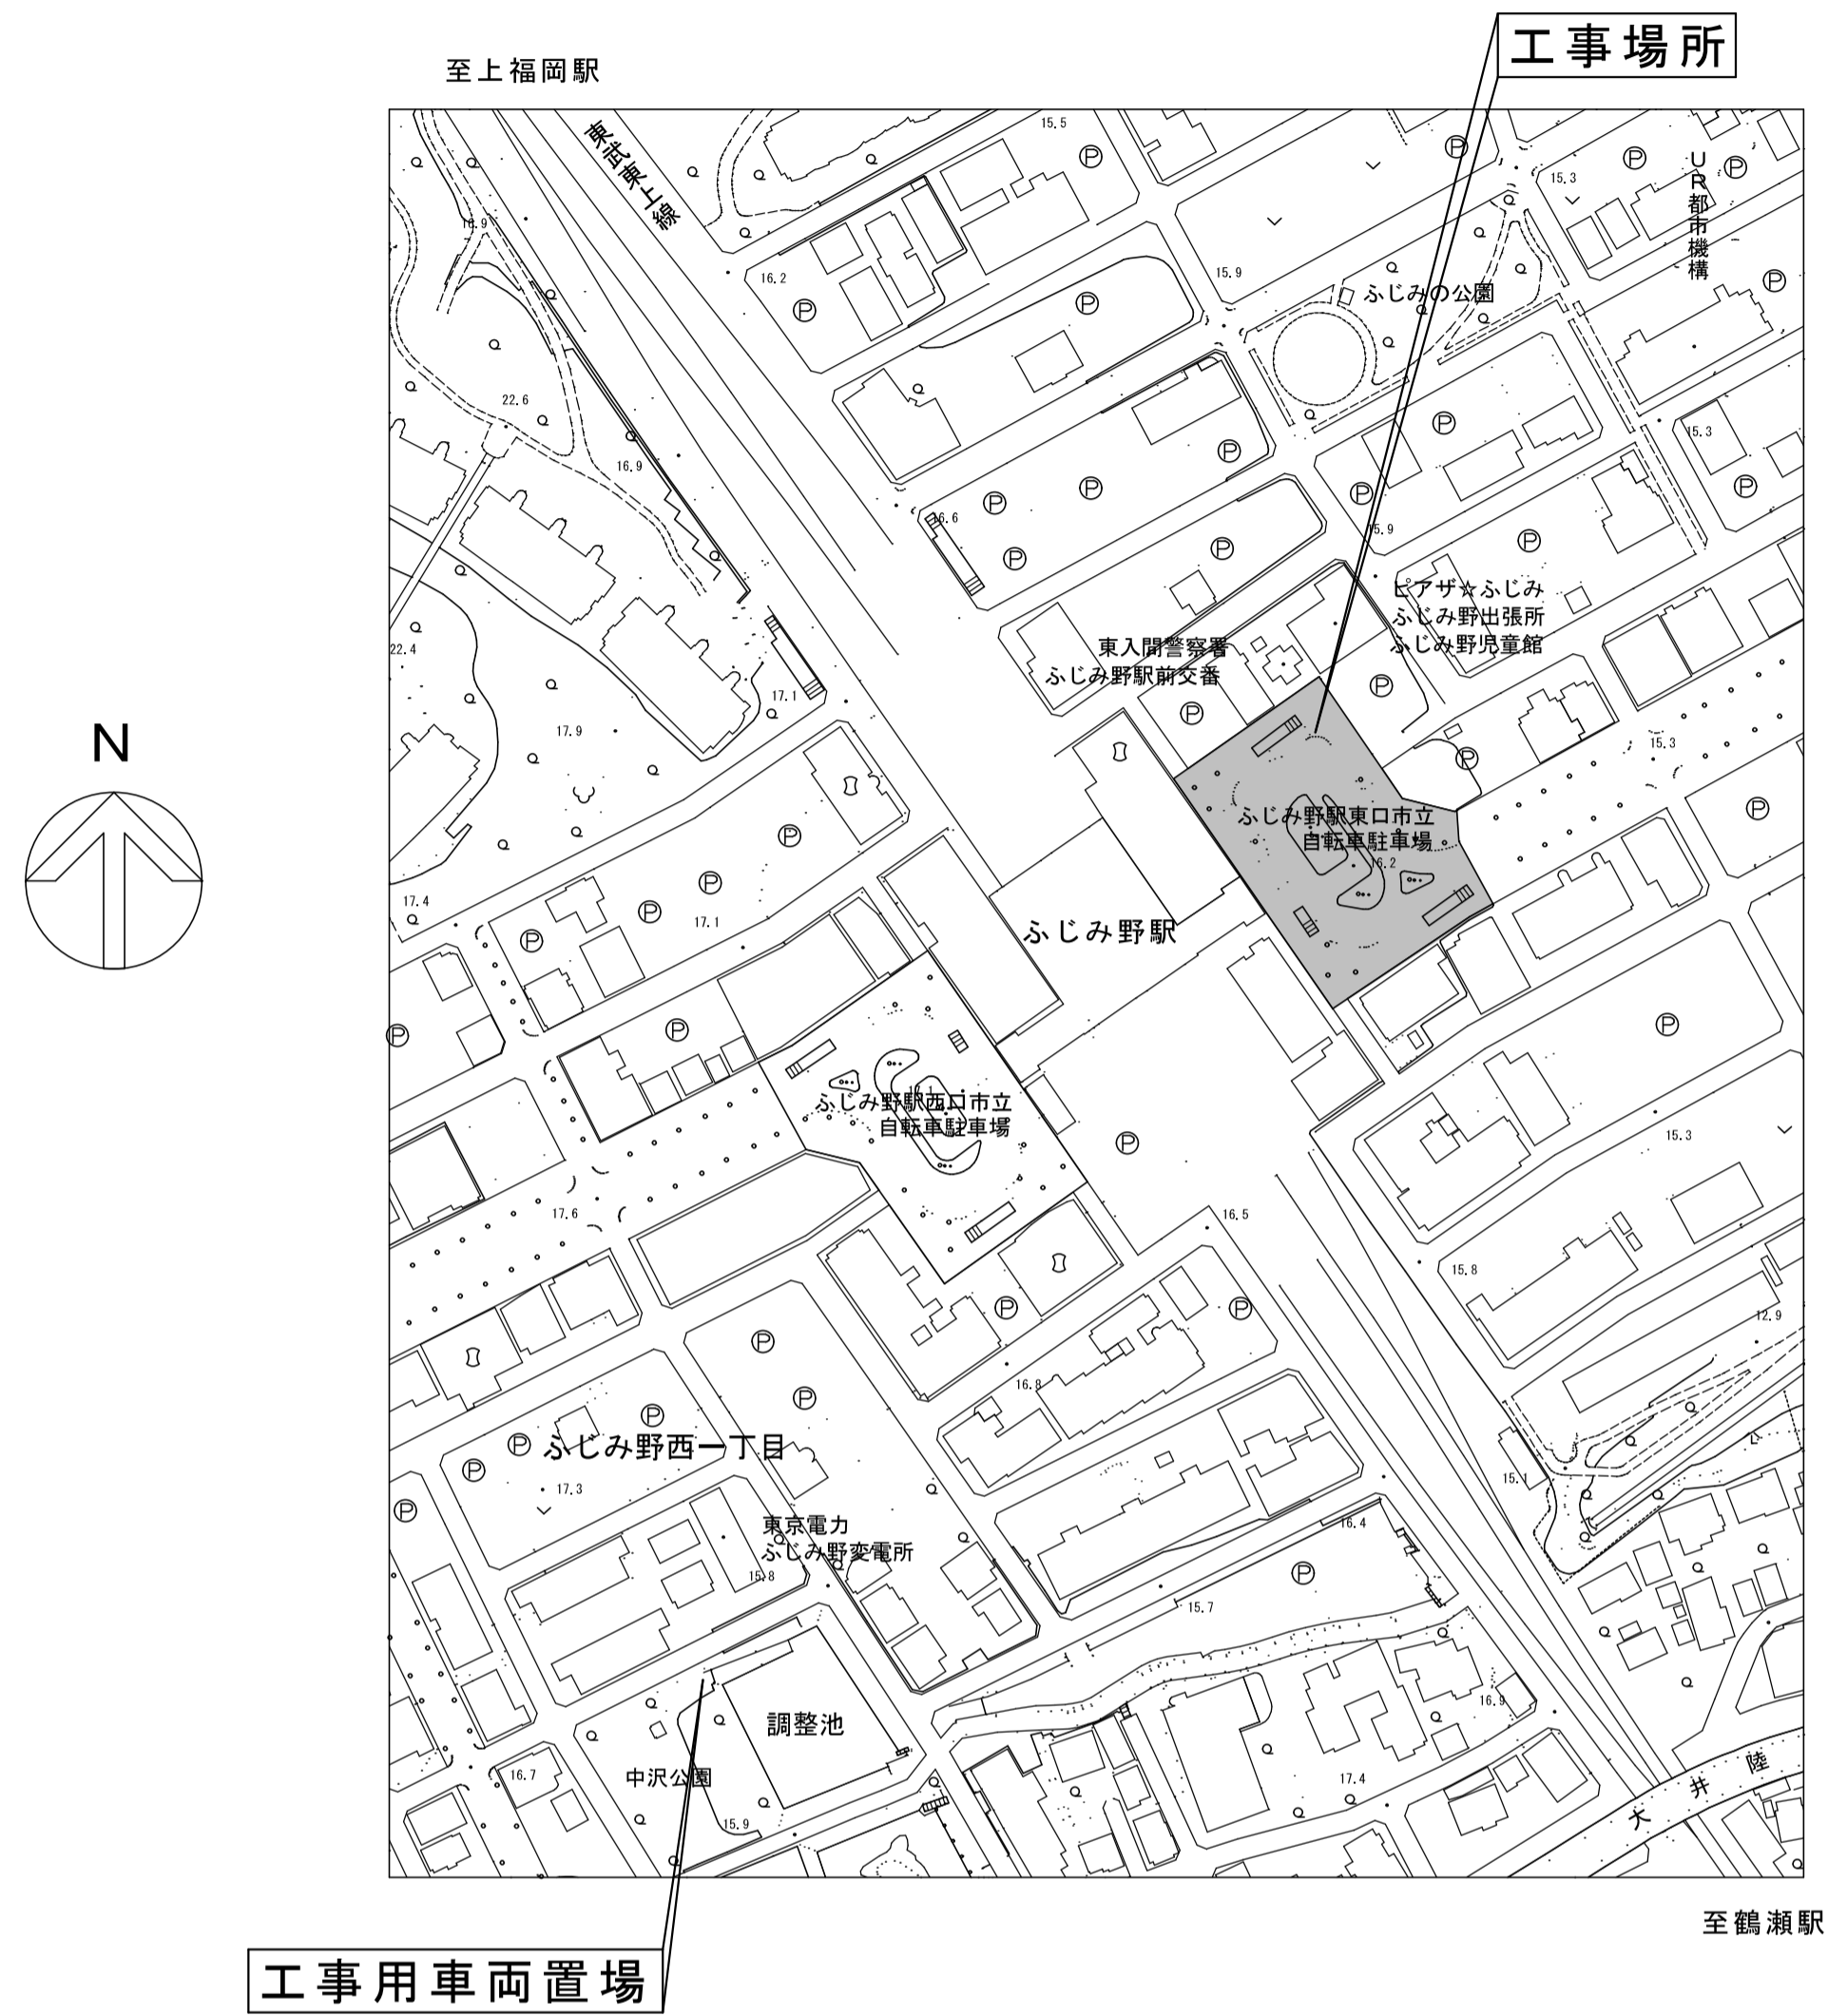 工事場所
至上福岡駅
東武東上線
15.5
Ⓟ
Ⓟ
Ⓟ
Ⓟ
15.3
UR都市機構
16.9
16.2
Ⓟ
Ⓟ
15.9
ふじみの公園
Ⓟ
22.6
16.9
Ⓟ
Ⓟ
15.3
Ⓟ
Ⓟ
Ⓟ
Ⓟ
Ⓟ
16.6
15.9
Ⓟ
Ⓟ
Ⓟ
ピアザ☆ふじみ
ふじみ野出張所
ふじみ野児童館
東入間警察署
ふじみ野駅前交番
22.4
17.1
Ⓟ
Ⓟ
17.9
N
15.3
Ⓟ
Ⓟ
ふじみ野駅東口市立
自転車駐車場
16.2
Ⓟ
Ⓟ
Ⓟ
17.4
17.1
Ⓟ
ふじみ野駅
Ⓟ
Ⓟ
Ⓟ
17.1
ふじみ野駅西口市立
自転車駐車場
Ⓟ
15.3
17.6
16.5
15.8
Ⓟ
Ⓟ
12.9
Ⓟ
16.8
Ⓟ
Ⓟ
Ⓟ
ふじみ野西一丁目
Ⓟ
17.3
15.1
Ⓟ
東京電力
ふじみ野変電所
16.4
15.8
Ⓟ
15.7
16.9
調整池
中沢公園
16.7
17.4
15.9
大井陸
至鶴瀬駅
工事用車両置場